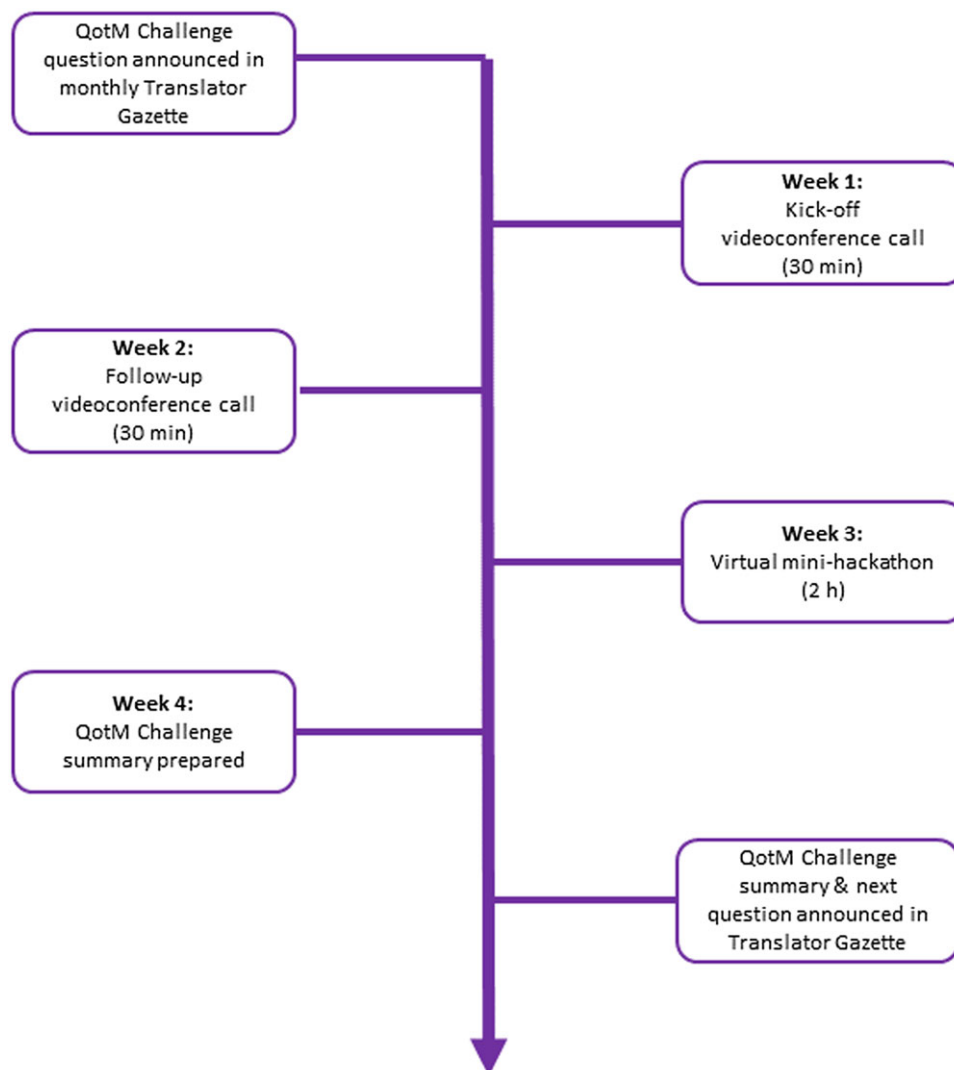 QotM Challenge
question announced in
monthly Translator
Gazette
Week 1:
Kick-off
videoconference call
(30 min)
Week 2:
Follow-up
videoconference call
(30 min)
Week 3:
Virtual mini-hackathon
(2 h)
Week 4:
QotM Challenge
summary prepared
QotM Challenge
summary & next
question announced in
Translator Gazette